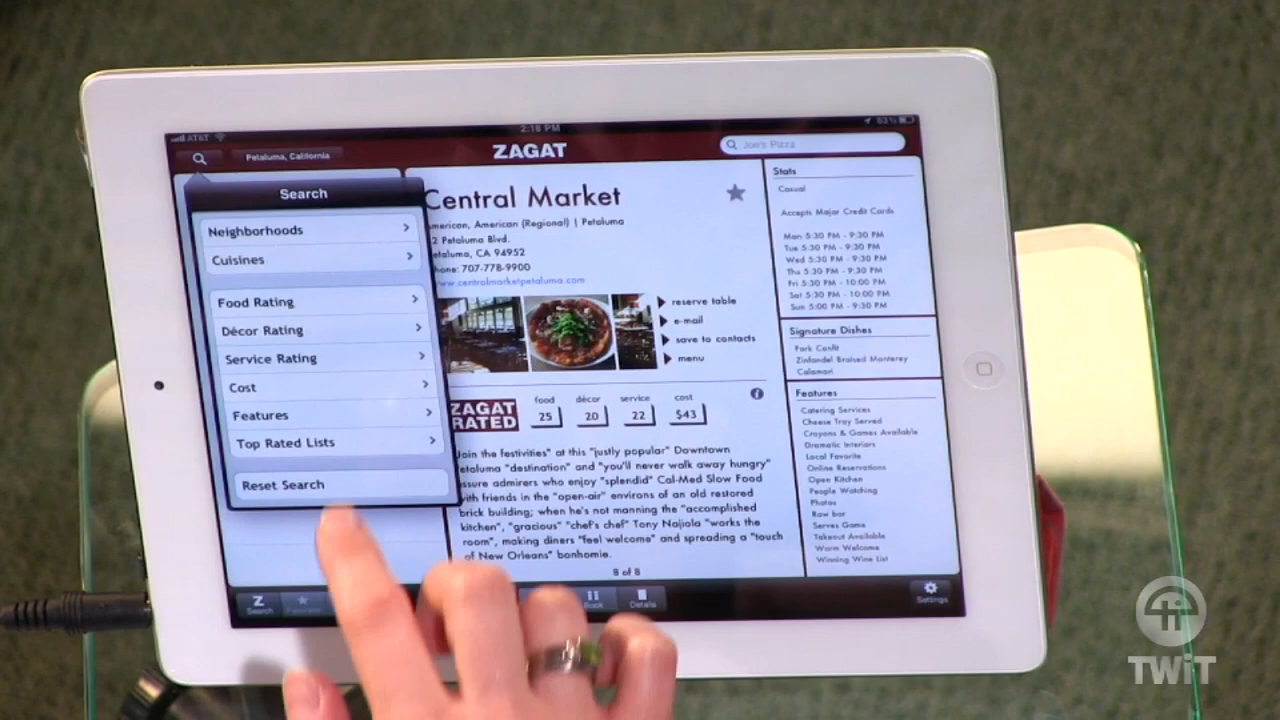 AT&T
2:18 PM
Petaluma, California
ZAGAT
Joe's Pizza
Search
Neighborhoods
Cuisines
Food Rating
Décor Rating
Service Rating
Cost
Features
Top Rated Lists
Reset Search
Central Market
American, American (Regional) | Petaluma
2 Petaluma Blvd.
Petaluma, CA 94952
Phone: 707-778-9900
www.centralmarketpetaluma.com
reserve table
e-mail
save to contacts
menu
ZAGAT
RATED
food décor service cost
25 20 22 $43
Join the festivities" at this "justly popular" Downtown
Petaluma "destination" and "you'll never walk away hungry"
assure admirers who enjoy "splendid" Cal-Med Slow Food
with friends in the "open-air" environs of an old restored
brick building; when he's not manning the "accomplished
kitchen", "gracious" "chef's chef" Tony Najiola "works the
room", making diners "feel welcome" and spreading a "touch
of New Orleans" bonhomie.
8 of 8
Stats
Casual
Accepts Major Credit Cards
Mon 5:30 PM - 9:30 PM
Tue 5:30 PM - 9:30 PM
Wed 5:30 PM - 9:30 PM
Thu 5:30 PM - 9:30 PM
Fri 5:30 PM - 10:00 PM
Sat 5:30 PM - 10:00 PM
Sun 5:00 PM - 9:30 PM
Signature Dishes
Pork Confit
Zinfandel Braised Monterey
Calamari
Features
Catering Services
Cheese Tray Served
Crayons & Games Available
Dramatic Interiors
Local Favorite
Online Reservations
Open Kitchen
People Watching
Photos
Raw bar
Serves Game
Takeout Available
Warm Welcome
Winning Wine List
Z
Search
Book
Details
Settings
TWiT